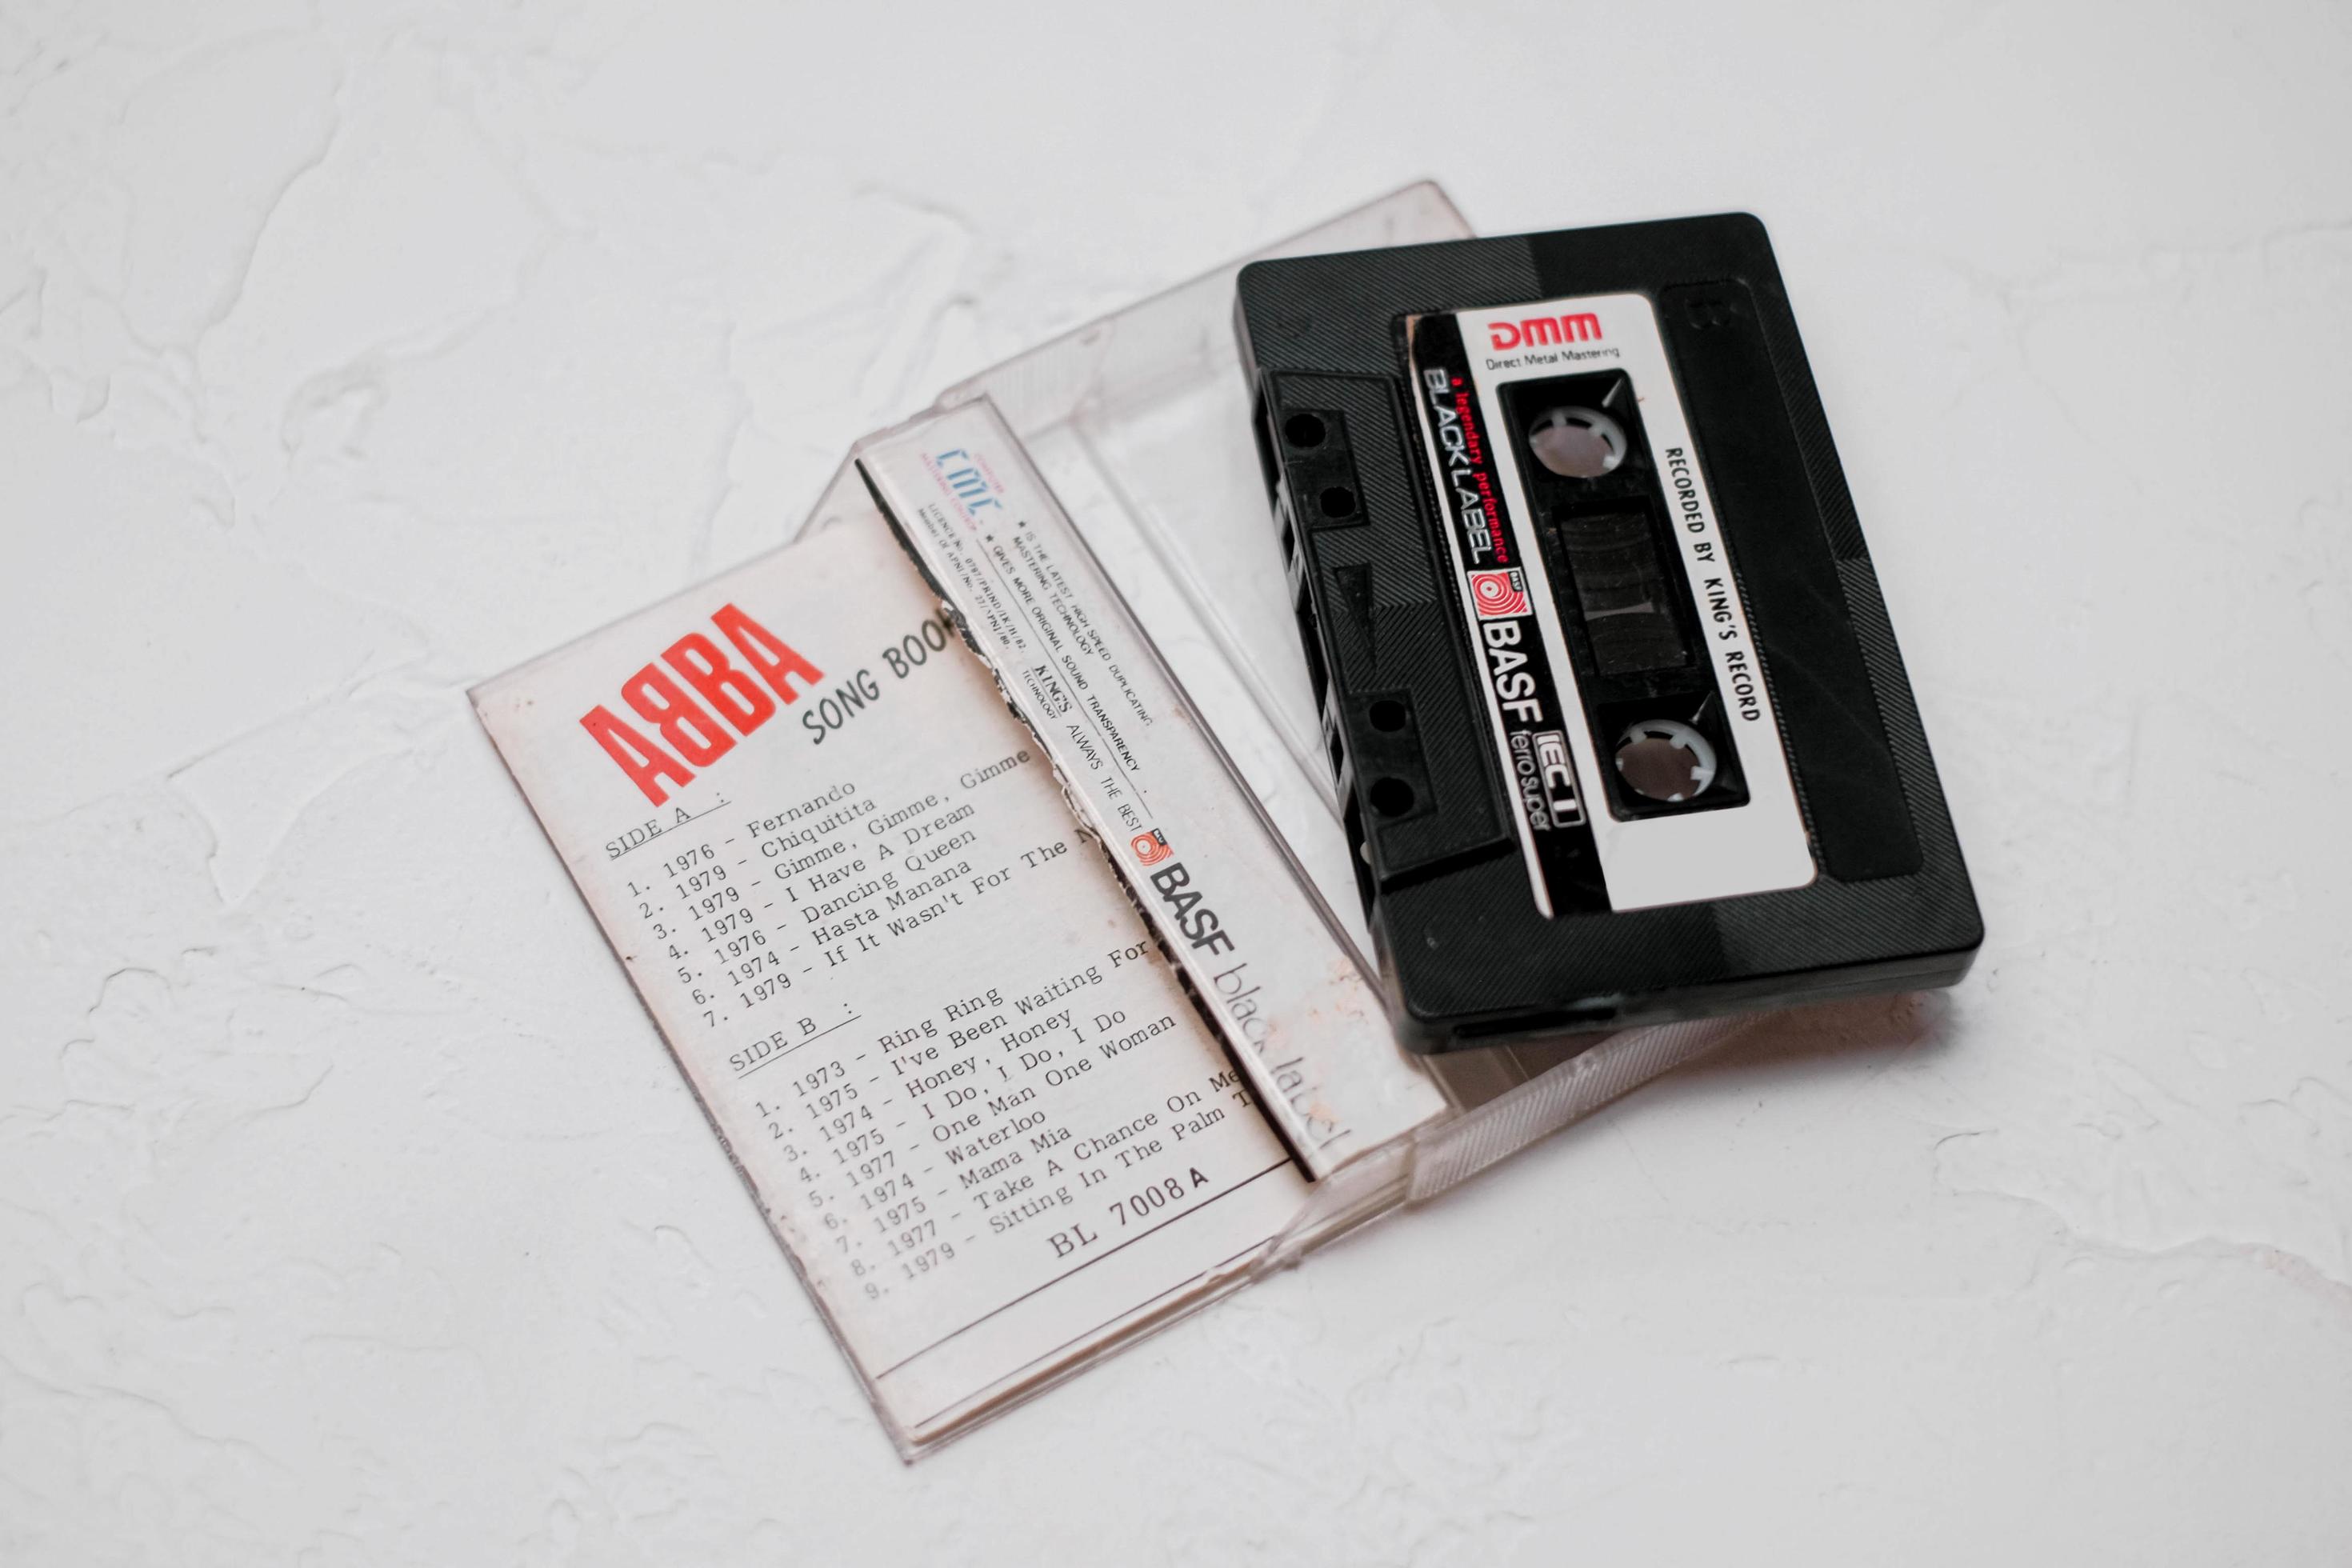 ABBA
SONG BOOK
SIDE A :
1. 1976 - Fernando
2. 1979 - Chiquitita
3. 1979 - Gimme, Gimme, Gimme
4. 1979 - I Have A Dream
5. 1976 - Dancing Queen
6. 1974 - Hasta Manana
7. 1979 - If It Wasn't For The N
SIDE B :
1. 1973 - Ring Ring
2. 1975 - I've Been Waiting For
3. 1974 - Honey, Honey
4. 1975 - I Do, I Do, I Do
5. 1977 - One Man One Woman
6. 1974 - Waterloo
7. 1975 - Mama Mia
8. 1977 - Take A Chance On Me
9. 1979 - Sitting In The Palm T
BL 7008 A
CMC
★ IS THE LATEST HIGH SPEED DUPLICATING
MASTERING TECHNOLOGY
★ GIVES MORE ORIGINAL SOUND TRANSPARENCY
KING'S ALWAYS THE BEST
TECHNOLOGY
BASF black label
DMM
Direct Metal Mastering
a legendary performance
BLACK LABEL
BASF
BASF
ferro super
IEC I
RECORDED BY KING'S RECORD
B